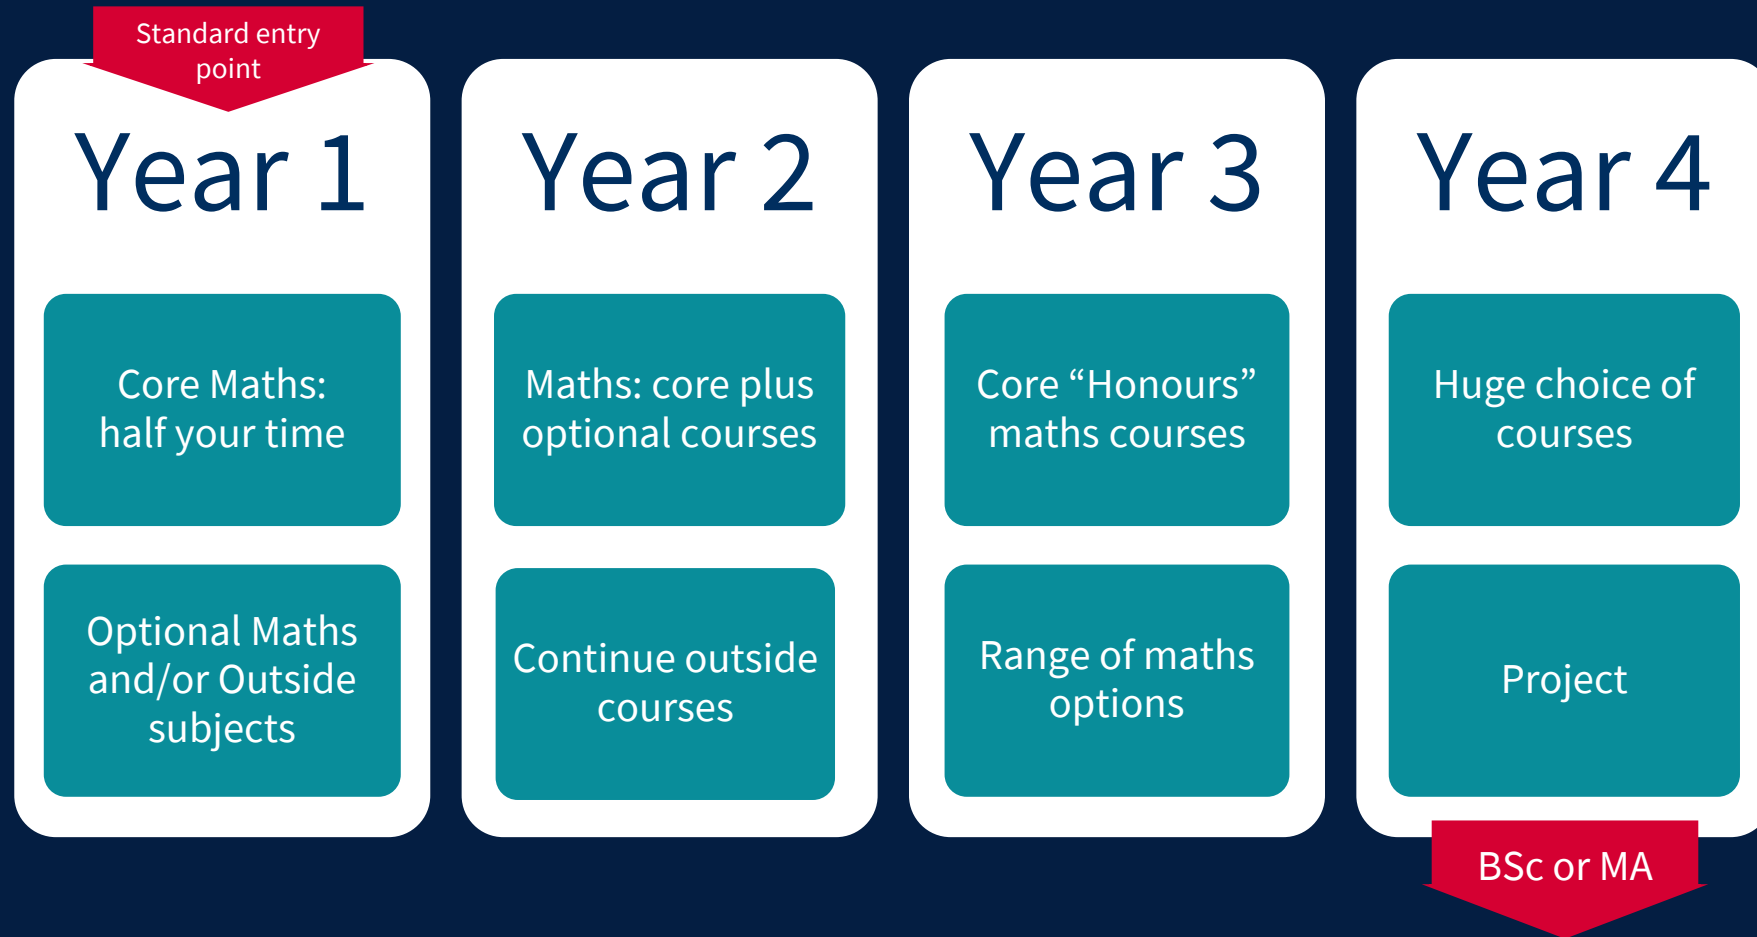 Standard entry
point
Year 1
Core Maths:
half your time
Optional Maths
and/or Outside
subjects
Year 2
Maths: core plus
optional courses
Continue outside
courses
Year 3
Core “Honours”
maths courses
Range of maths
options
Year 4
Huge choice of
courses
Project
BSc or MA